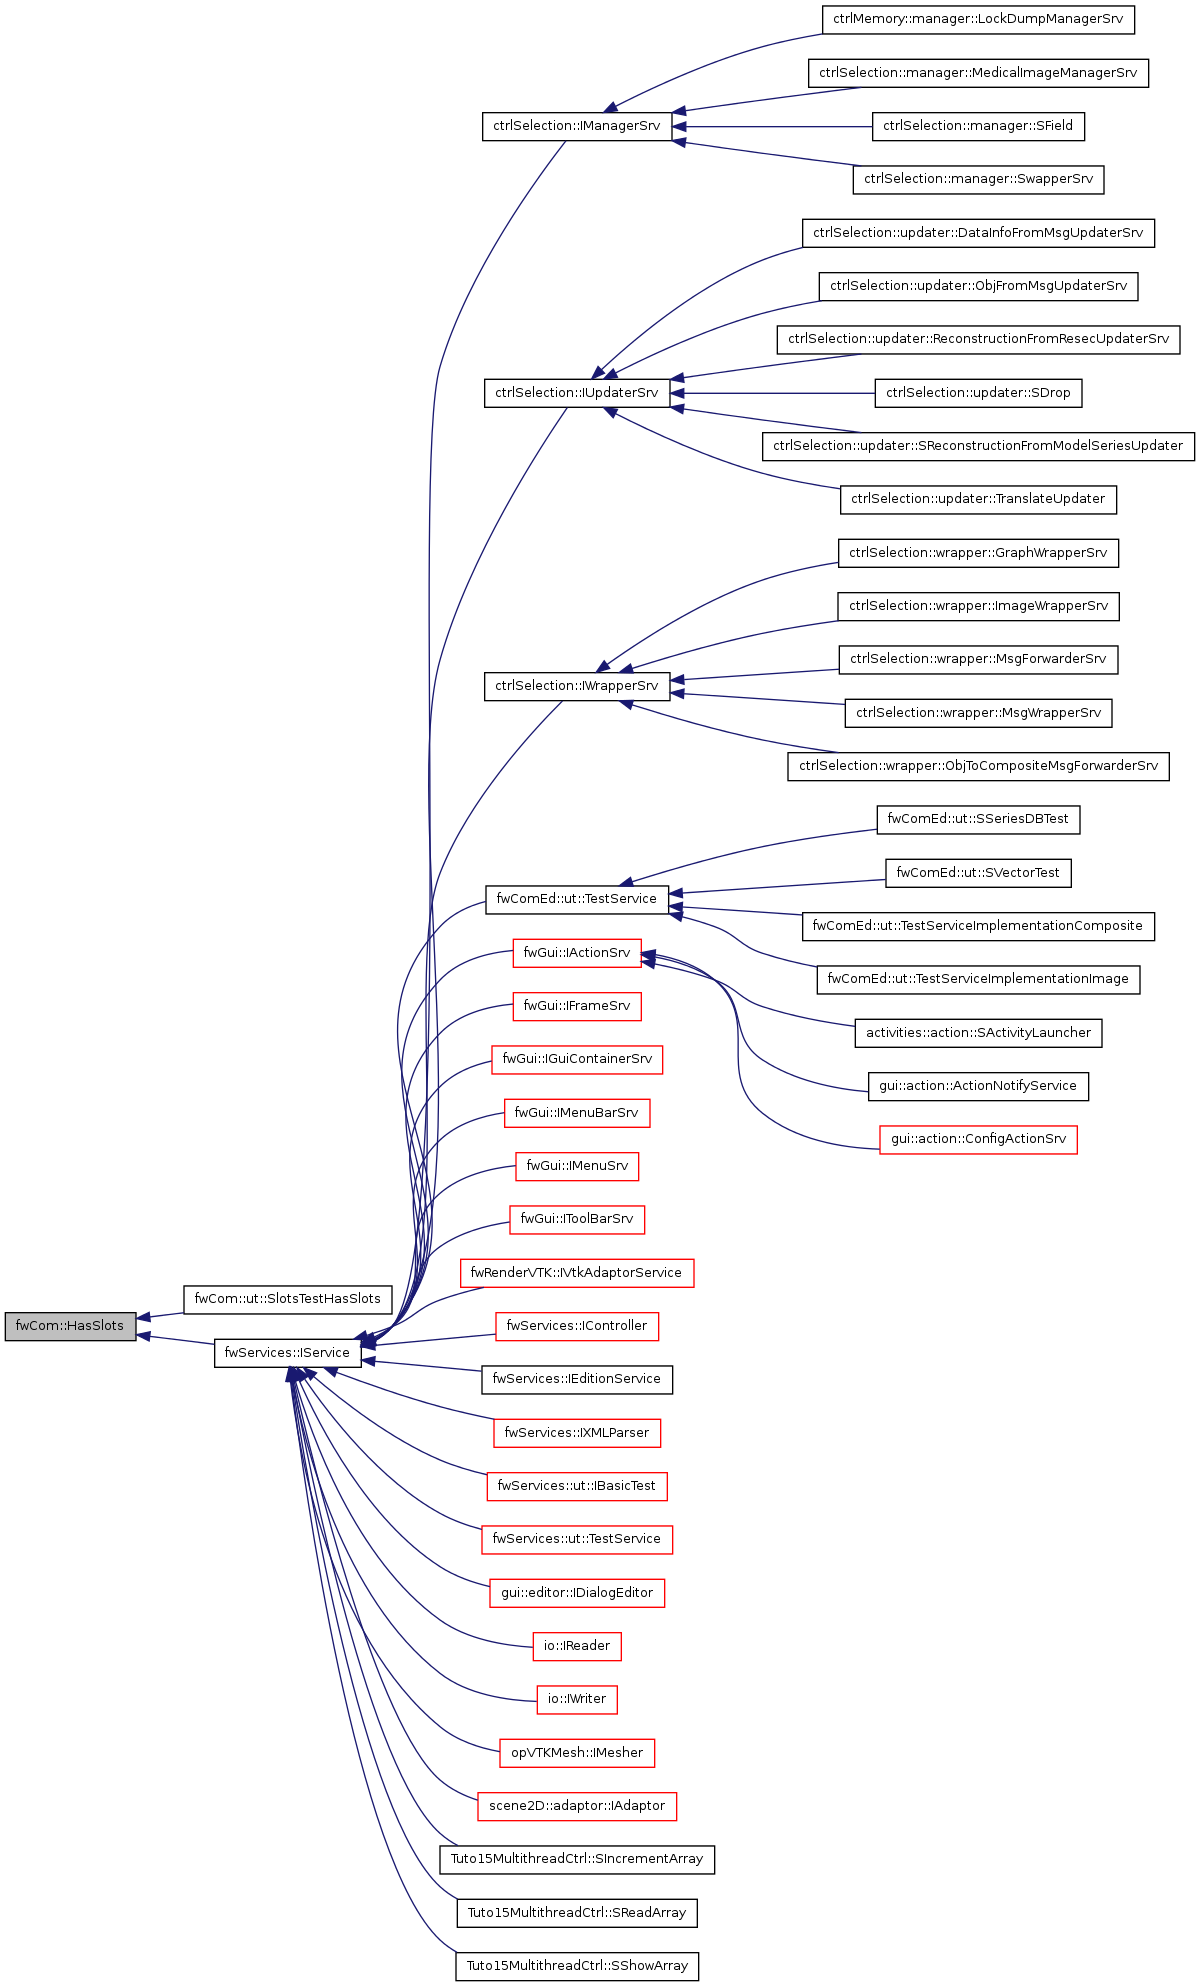 ctrlMemory::manager::LockDumpManagerSrv
ctrlSelection::manager::MedicalImageManagerSrv
ctrlSelection::IManagerSrv
ctrlSelection::manager::SField
ctrlSelection::manager::SwapperSrv
ctrlSelection::updater::DataInfoFromMsgUpdaterSrv
ctrlSelection::updater::ObjFromMsgUpdaterSrv
ctrlSelection::updater::ReconstructionFromResecUpdaterSrv
ctrlSelection::IUpdaterSrv
ctrlSelection::updater::SDrop
ctrlSelection::updater::SReconstructionFromModelSeriesUpdater
ctrlSelection::updater::TranslateUpdater
ctrlSelection::wrapper::GraphWrapperSrv
ctrlSelection::wrapper::ImageWrapperSrv
ctrlSelection::wrapper::MsgForwarderSrv
ctrlSelection::IWrapperSrv
ctrlSelection::wrapper::MsgWrapperSrv
ctrlSelection::wrapper::ObjToCompositeMsgForwarderSrv
fwComEd::ut::SSeriesDBTest
fwComEd::ut::SVectorTest
fwComEd::ut::TestService
fwComEd::ut::TestServiceImplementationComposite
fwGui::IActionSrv
fwComEd::ut::TestServiceImplementationImage
fwGui::IFrameSrv
activities::action::SActivityLauncher
fwGui::IGuiContainerSrv
gui::action::ActionNotifyService
fwGui::IMenuBarSrv
gui::action::ConfigActionSrv
fwGui::IMenuSrv
fwGui::IToolBarSrv
fwRenderVTK::IVtkAdaptorService
fwCom::ut::SlotsTestHasSlots
fwCom::HasSlots
fwServices::IController
fwServices::IService
fwServices::IEditionService
fwServices::IXMLParser
fwServices::ut::IBasicTest
fwServices::ut::TestService
gui::editor::IDialogEditor
io::IReader
io::IWriter
opVTKMesh::IMesher
scene2D::adaptor::IAdaptor
Tuto15MultithreadCtrl::SIncrementArray
Tuto15MultithreadCtrl::SReadArray
Tuto15MultithreadCtrl::SShowArray